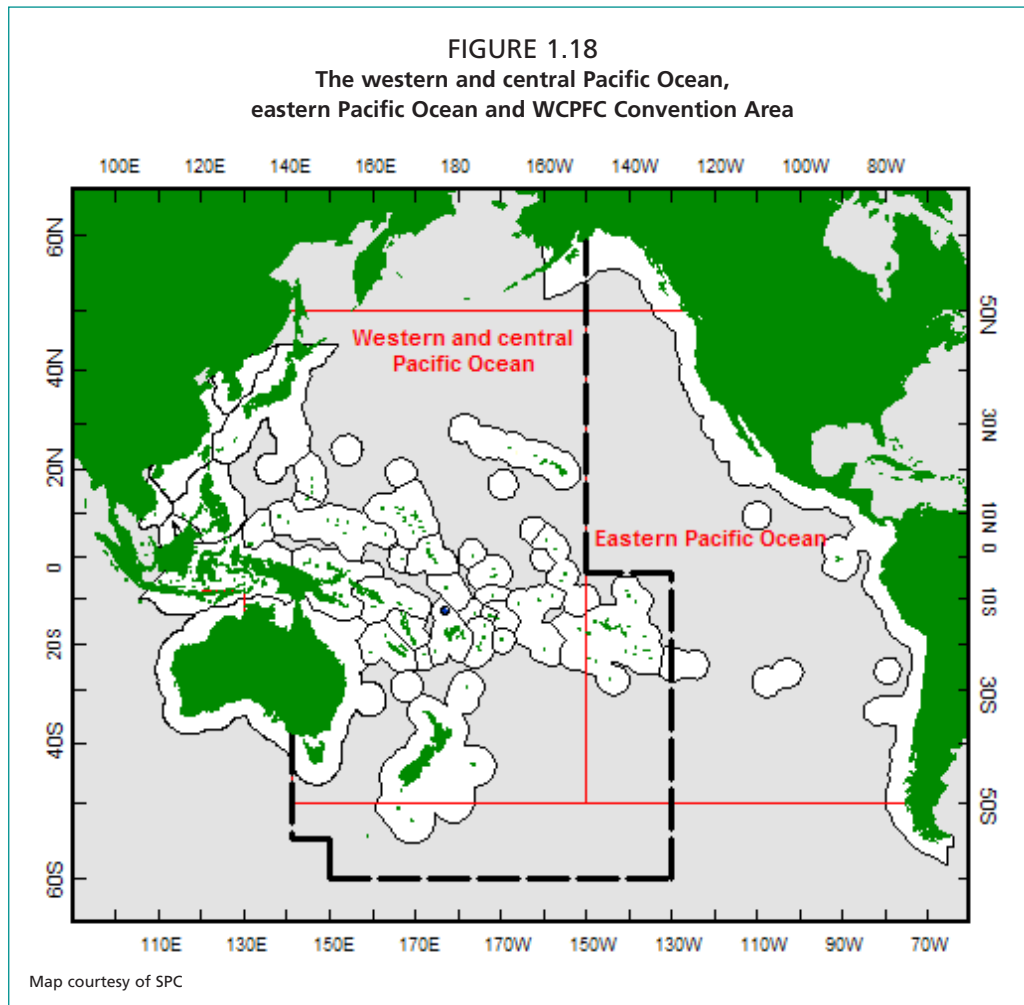 FIGURE 1.18
The western and central Pacific Ocean,
eastern Pacific Ocean and WCPFC Convention Area
100E 120E 140E 160E 180 160W 140W 120W 100W 80W
60N
50N
Western and central
Pacific Ocean
40N
30N
20N
10N
Eastern Pacific Ocean
0
0
10S
20S
30S
40S
50S
60S
110E 130E 150E 170E 170W 150W 130W 110W 90W 70W
Map courtesy of SPC